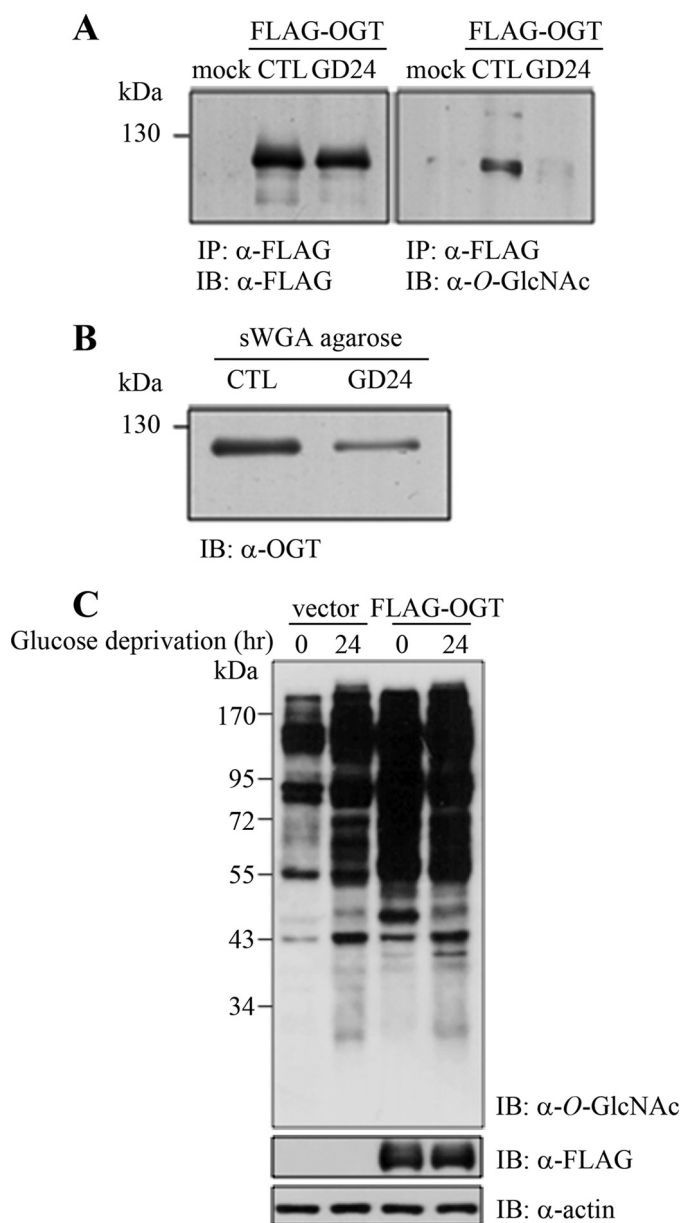 A
FLAG-OGT FLAG-OGT
mock CTL GD24 mock CTL GD24
kDa
130
IP: α-FLAG IP: α-FLAG
IB: α-FLAG IB: α-O-GlcNAc
B
sWGA agarose
kDa CTL GD24
130
IB: α-OGT
C
vector FLAG-OGT
Glucose deprivation (hr) 0 24 0 24
kDa
170
95
72
55
43
34
IB: α-O-GlcNAc
IB: α-FLAG
IB: α-actin